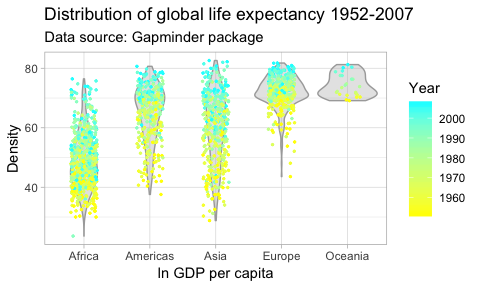 Distribution of global life expectancy 1952-2007
Data source: Gapminder package
80
60
40
Density
Africa Americas Asia Europe Oceania
ln GDP per capita
Year
2000
1990
1980
1970
1960